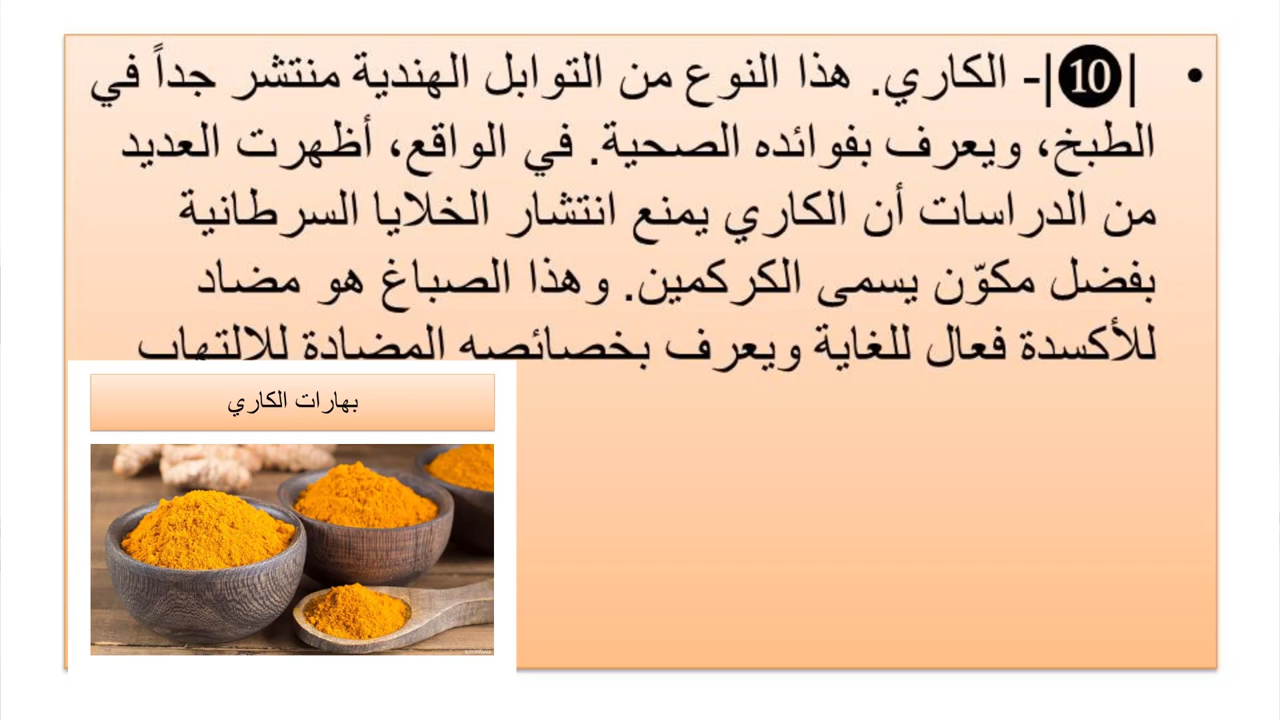 • |❿|- الكاري. هذا النوع من التوابل الهندية منتشر جداً في
الطبخ، ويعرف بفوائده الصحية. في الواقع، أظهرت العديد
من الدراسات أن الكاري يمنع انتشار الخلايا السرطانية
بفضل مكوّن يسمى الكركمين. وهذا الصباغ هو مضاد
للأكسدة فعال للغاية ويعرف بخصائصه المضادة للالتهاب
بهارات الكاري